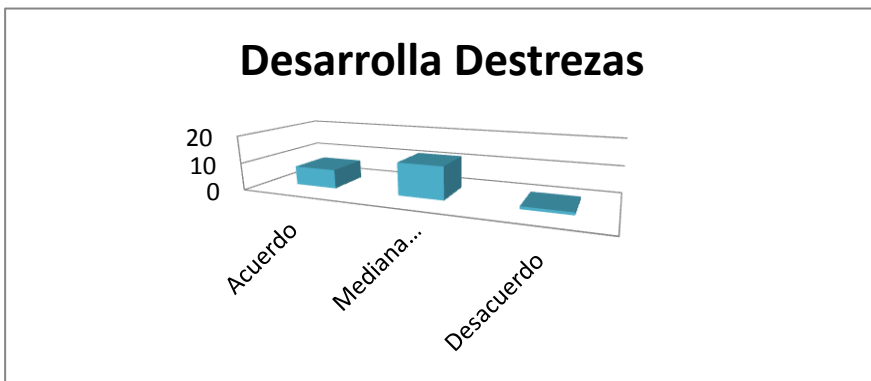 Desarrolla Destrezas
20
10
0
Acuerdo
Mediana...
Desacuerdo